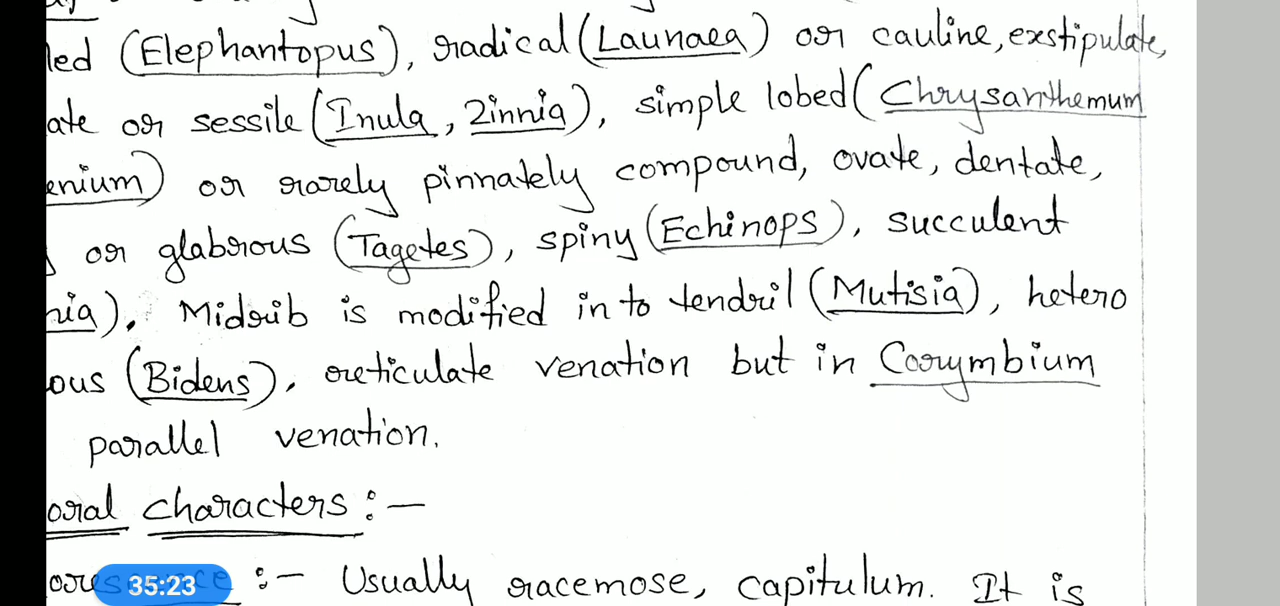 led (Elephantopus), radical (Launaea) or cauline, exstipulate,
ate or sessile (Inula, Zinnia), simple lobed (Chrysanthemum
enium) or rarely pinnately compound, ovate, dentate,
or glabrous (Tagetes), spiny (Echinops), succulent
nia). Midrib is modified in to tendril (Mutisia), hetero
ous (Bidens), reticulate venation but in Corymbium
parallel venation.
oral characters :-
:- Usually racemose, capitulum. It is
35:23